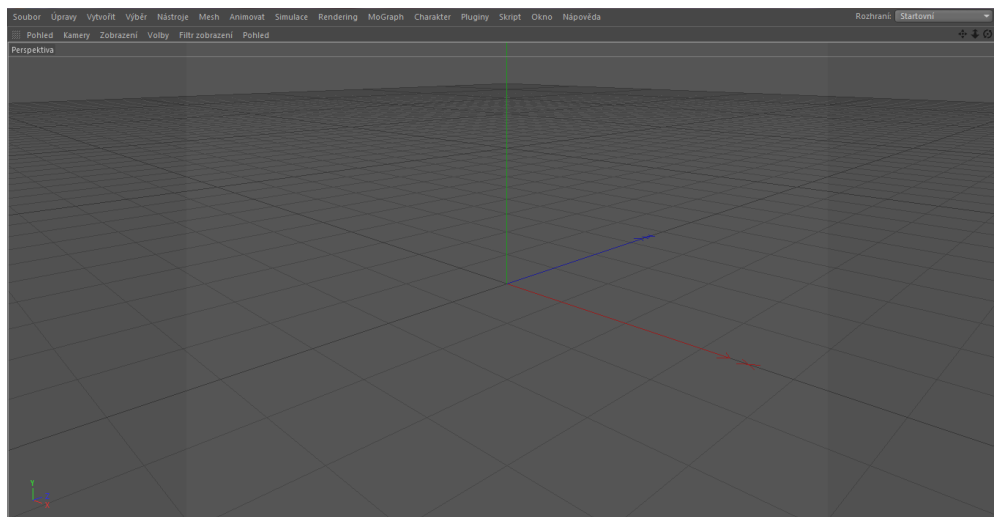 Soubor Úpravy Vytvořit Výběr Nástroje Mesh Animovat Simulace Rendering MoGraph Charakter Pluginy Skript Okno Nápověda Rozhraní: Startovní
Pohled Kamery Zobrazení Volby Filtr zobrazení Pohled
Perspektiva
Y
Z
X